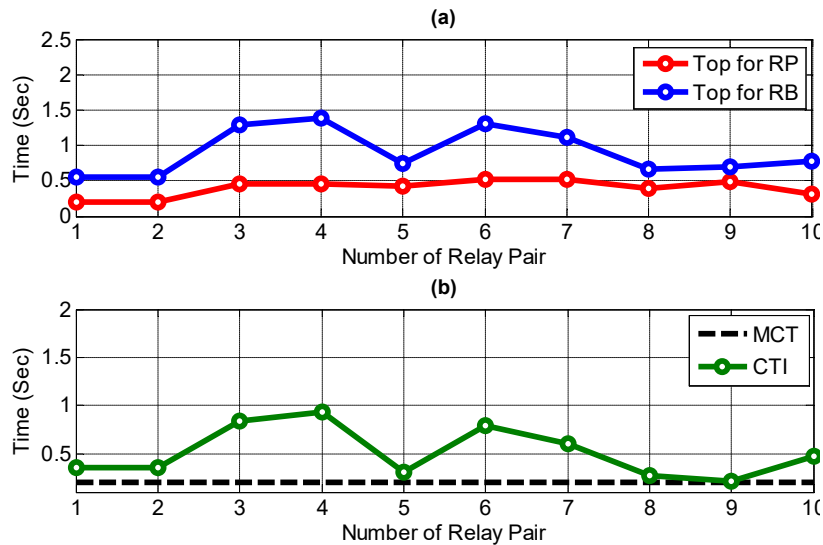 (a)
2.5
2
1.5
1
0.5
0
Time (Sec)
Top for RP
Top for RB
1 2 3 4 5 6 7 8 9 10
Number of Relay Pair
(b)
2
1.5
1
0.5
Time (Sec)
MCT
CTI
1 2 3 4 5 6 7 8 9 10
Number of Relay Pair